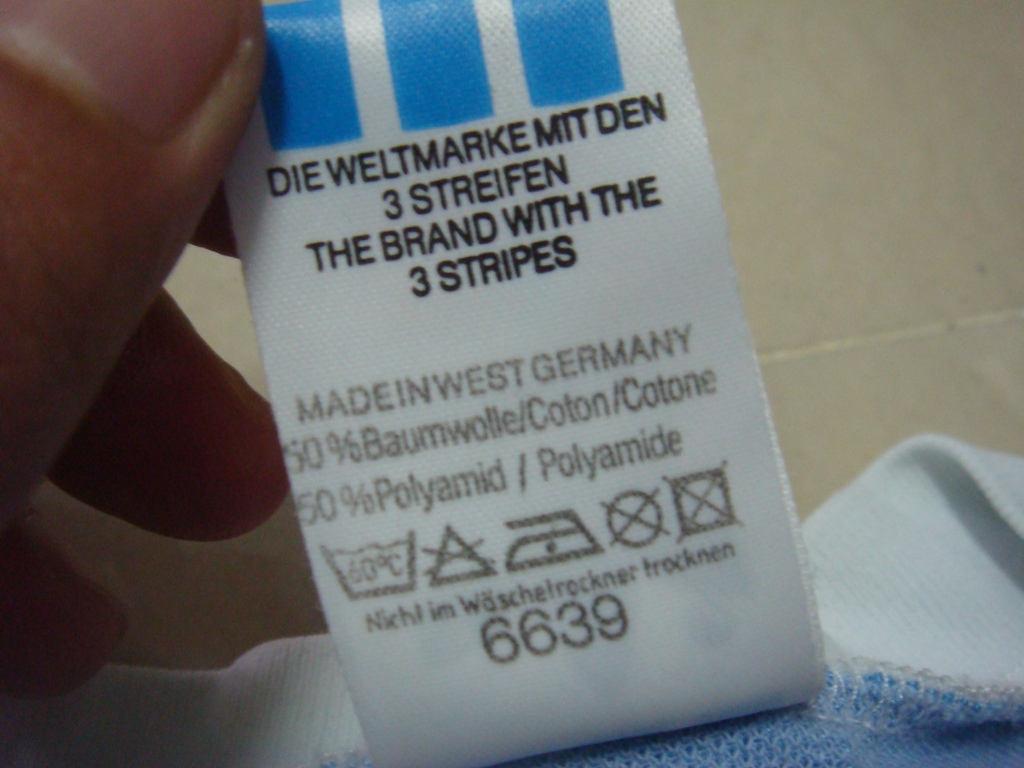 DIE WELTMARKE MIT DEN
3 STREIFEN
THE BRAND WITH THE
3 STRIPES
MADE IN WEST GERMANY
50 % Baumwolle/Coton/Cotone
50 % Polyamid / Polyamide
60°C
Nicht im Wäschetrockner trocknen
6639